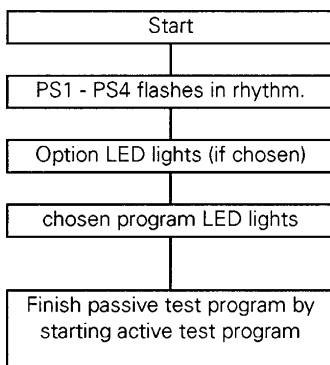 Start
PS1 - PS4 flashes in rhythm.
Option LED lights (if chosen)
chosen program LED lights
Finish passive test program by
starting active test program